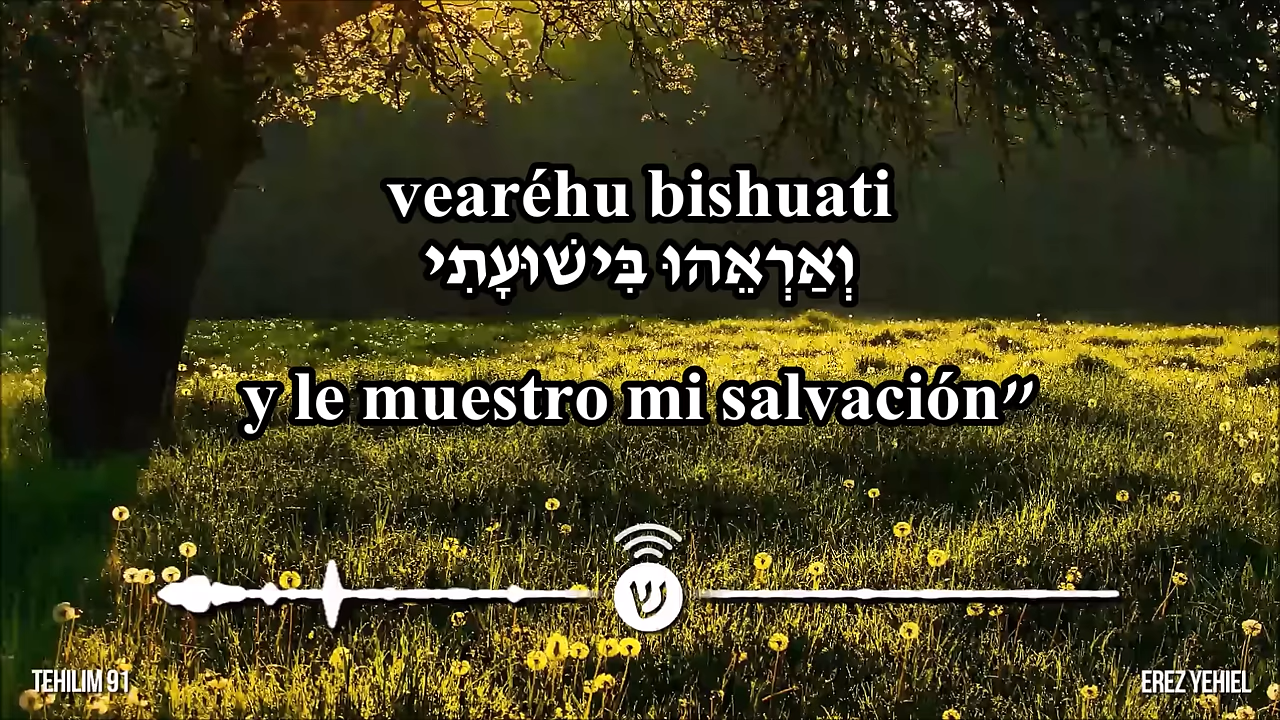 vearéhu bishuati
וְאַרְאֵהוּ בִּישׁוּעָתִי
y le muestro mi salvación”
ש
TEHILIM 91
EREZ YEHIEL